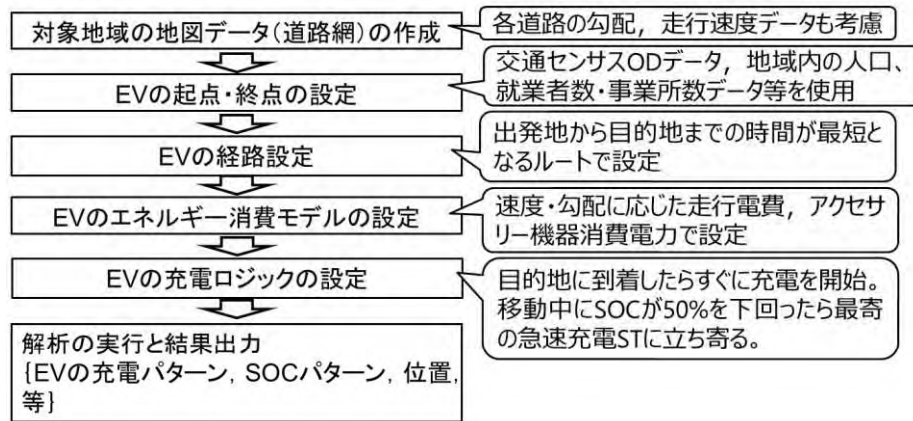 対象地域の地図データ(道路網)の作成
各道路の勾配，走行速度データも考慮
EVの起点・終点の設定
交通センサスODデータ，地域内の人口、
就業者数・事業所数データ等を使用
EVの経路設定
出発地から目的地までの時間が最短と
なるルートで設定
EVのエネルギー消費モデルの設定
速度・勾配に応じた走行電費，アクセサ
リー機器消費電力で設定
EVの充電ロジックの設定
目的地に到着したらすぐに充電を開始。
移動中にSOCが50%を下回ったら最寄
の急速充電STに立ち寄る。
解析の実行と結果出力
{EVの充電パターン，SOCパターン，位置，
等}